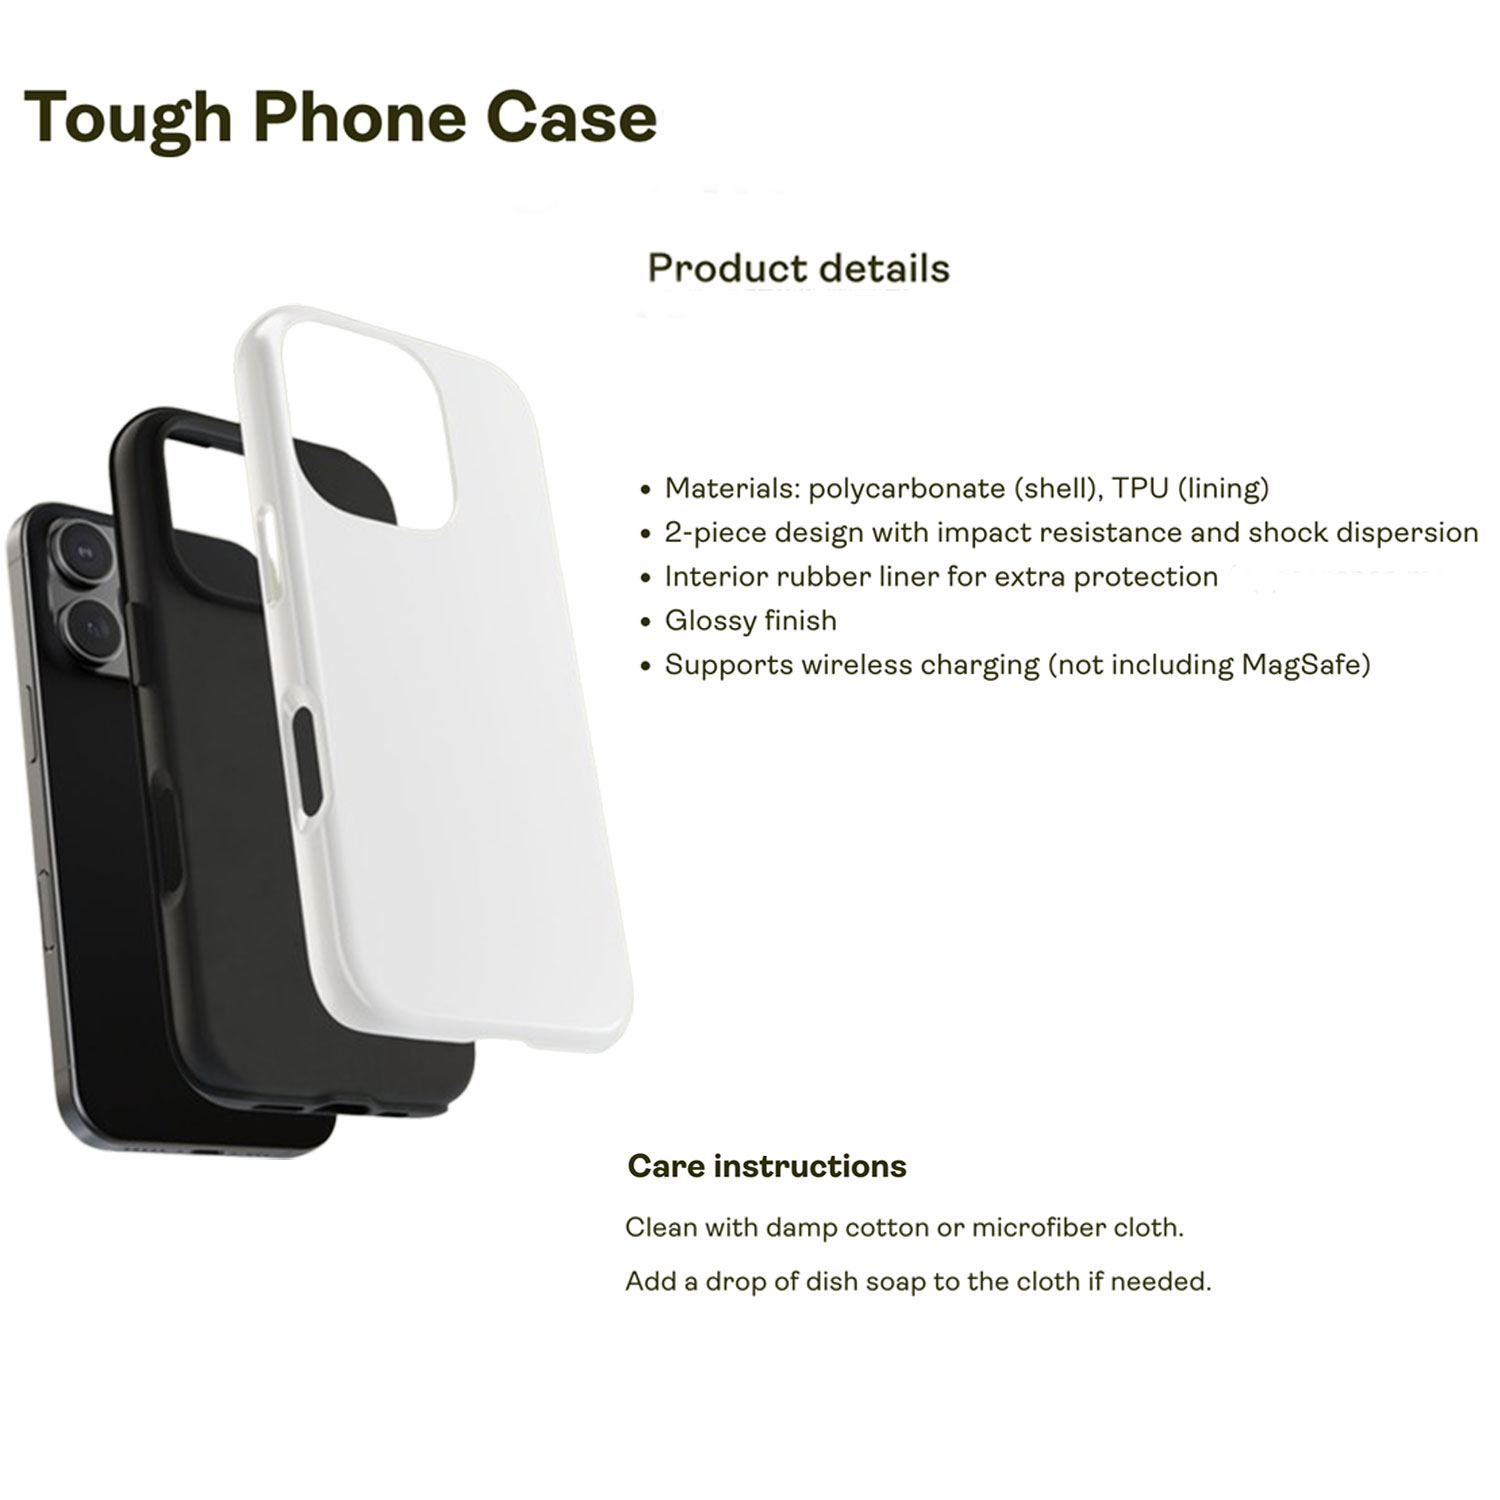 Tough Phone Case
Product details
• Materials: polycarbonate (shell), TPU (lining)
• 2-piece design with impact resistance and shock dispersion
• Interior rubber liner for extra protection
• Glossy finish
• Supports wireless charging (not including MagSafe)
Care instructions
Clean with damp cotton or microfiber cloth.
Add a drop of dish soap to the cloth if needed.